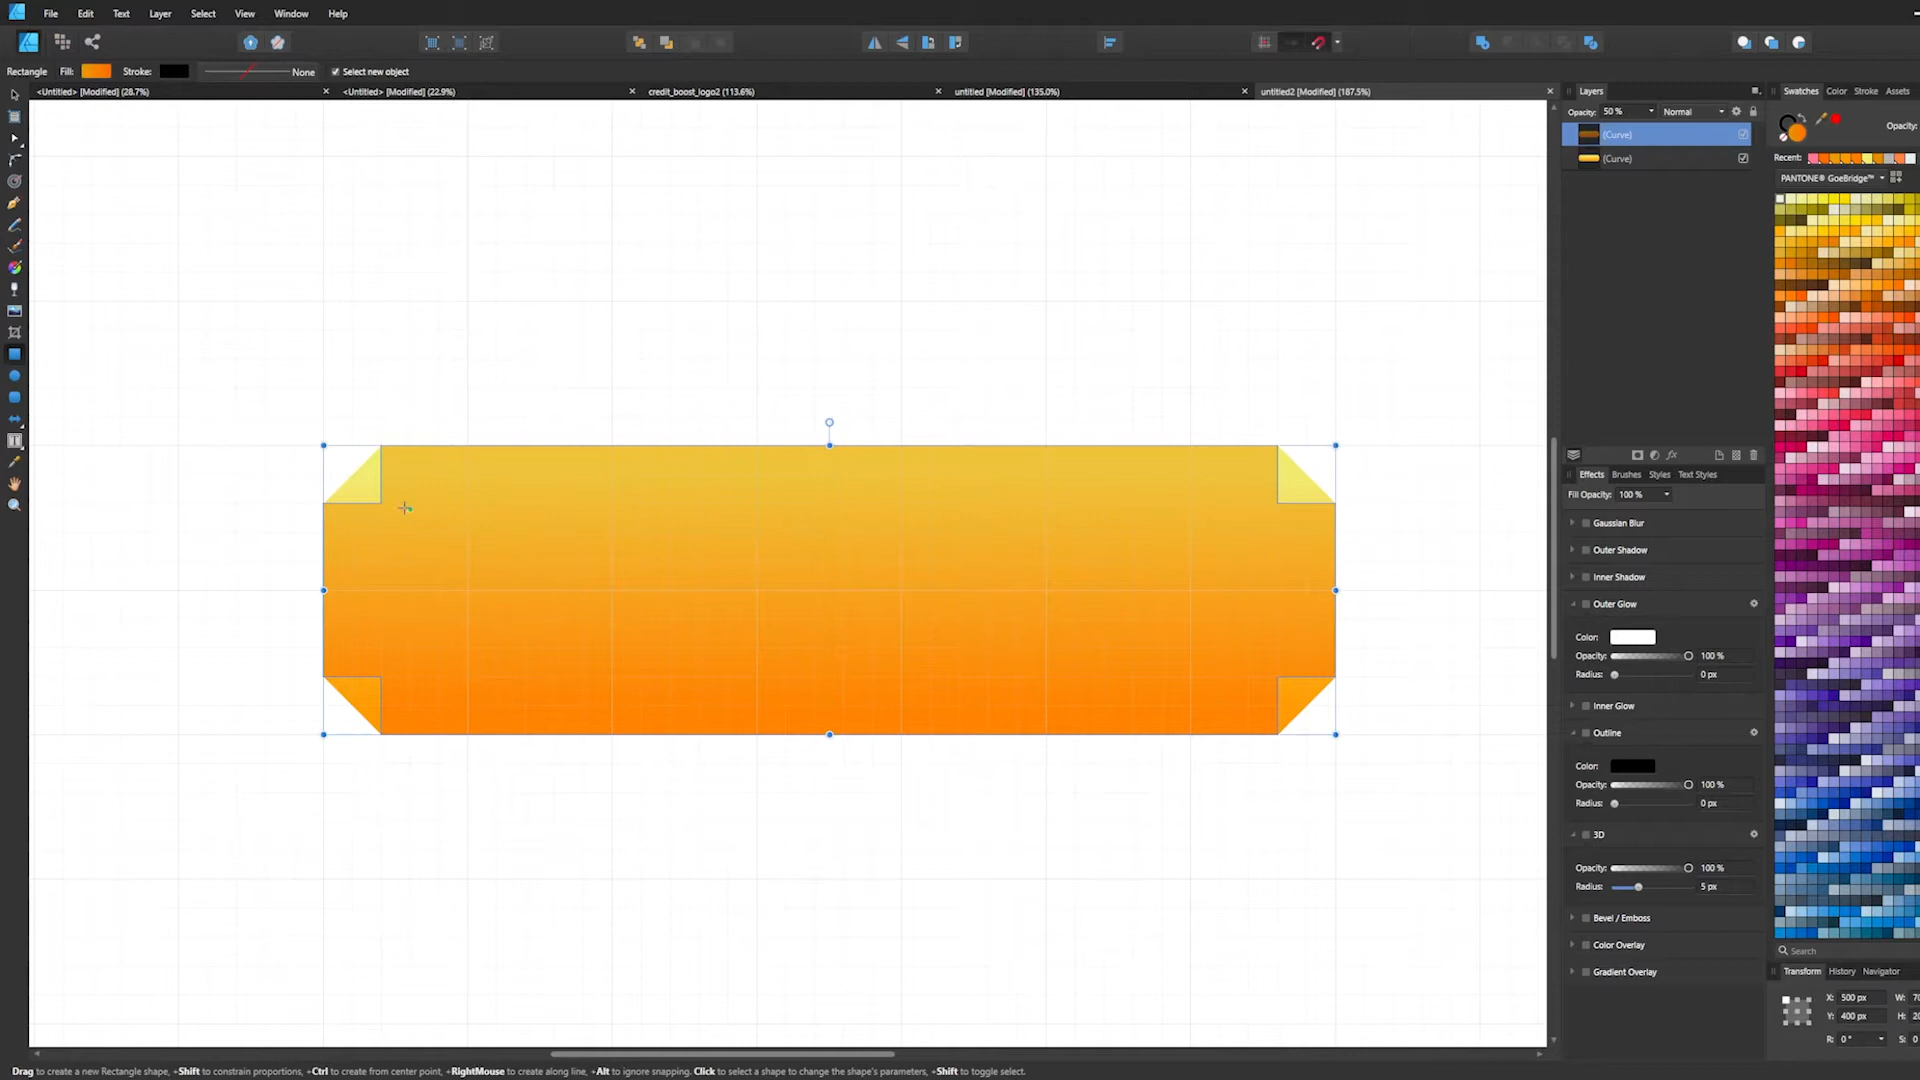 File Edit Text Layer Select View Window Help
Rectangle Fill: Stroke: None Select new object
<Untitled> [Modified] (28.7%) <Untitled> [Modified] (22.9%) credit_boost_logo2 (113.6%) untitled [Modified] (135.0%) untitled2 [Modified] (187.5%)
Layers
Opacity: 50 % Normal
(Curve)
(Curve)
Swatches Color Stroke Assets
Opacity:
Recent:
PANTONE® GoeBridge™
Effects Brushes Styles Text Styles
Fill Opacity: 100 %
Gaussian Blur
Outer Shadow
Inner Shadow
Outer Glow
Color:
Opacity: 100 %
Radius: 0 px
Inner Glow
Outline
Color:
Opacity: 100 %
Radius: 0 px
3D
Opacity: 100 %
Radius: 5 px
Bevel / Emboss
Color Overlay
Gradient Overlay
Search
Transform History Navigator
X: 500 px W: 70
Y: 400 px H: 20
R: 0 ° S: 0
Drag to create a new Rectangle shape, +Shift to constrain proportions, +Ctrl to create from center point, +RightMouse to create along line, +Alt to ignore snapping. Click to select a shape to change the shape's parameters, +Shift to toggle select.